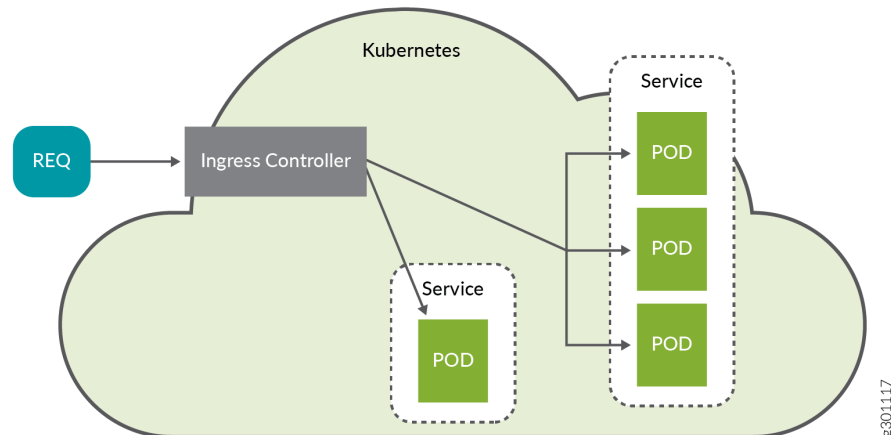 Kubernetes
REQ
Ingress Controller
Service
POD
POD
POD
Service
POD
g301117